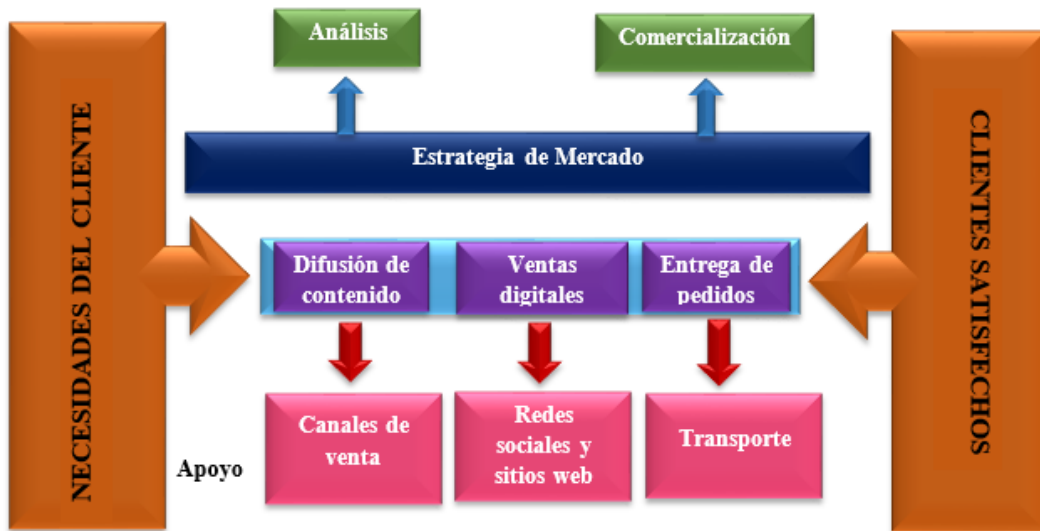 Análisis
Comercialización
Estrategia de Mercado
NECESIDADES DEL CLIENTE
CLIENTES SATISFECHOS
Difusión de
contenido
Ventas
digitales
Entrega de
pedidos
Apoyo
Canales de
venta
Redes
sociales y
sitios web
Transporte